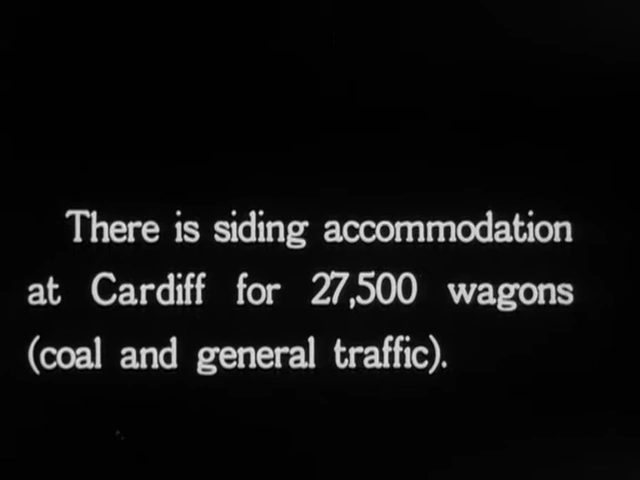 There is siding accommodation
at Cardiff for 27,500 wagons
(coal and general traffic).